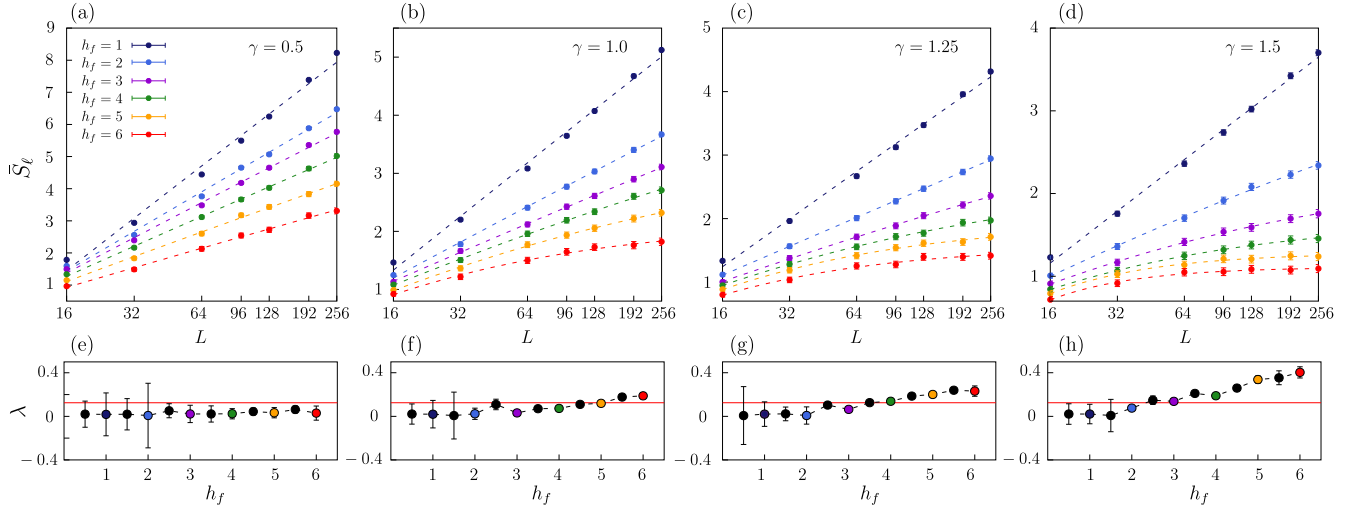 (a)
(b)
(c)
(d)
γ = 0.5
γ = 1.0
γ = 1.25
γ = 1.5
h_f = 1
h_f = 2
h_f = 3
h_f = 4
h_f = 5
h_f = 6
S̄_ℓ
9
8
7
6
5
4
3
2
1
16 32 64 96 128 192 256
L
5
4
3
2
1
16 32 64 96 128 192 256
L
5
4
3
2
1
16 32 64 96 128 192 256
L
4
3
2
1
16 32 64 96 128 192 256
L
(e)
(f)
(g)
(h)
λ
0.4
0
−0.4
1 2 3 4 5 6
h_f
0.4
0
−0.4
1 2 3 4 5 6
h_f
0.4
0
−0.4
1 2 3 4 5 6
h_f
0.4
0
−0.4
1 2 3 4 5 6
h_f